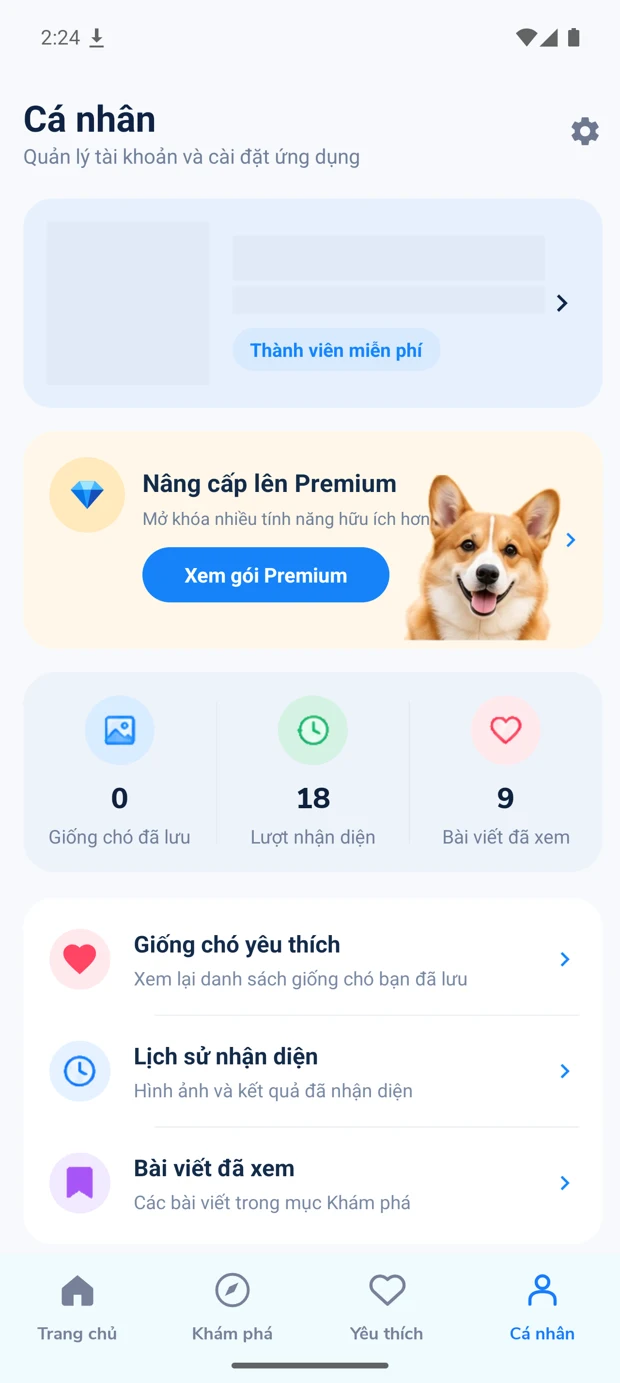 2:24
Cá nhân
Quản lý tài khoản và cài đặt ứng dụng
Thành viên miễn phí
Nâng cấp lên Premium
Mở khóa nhiều tính năng hữu ích hơn
Xem gói Premium
0
Giống chó đã lưu
18
Lượt nhận diện
9
Bài viết đã xem
Giống chó yêu thích
Xem lại danh sách giống chó bạn đã lưu
Lịch sử nhận diện
Hình ảnh và kết quả đã nhận diện
Bài viết đã xem
Các bài viết trong mục Khám phá
Trang chủ
Khám phá
Yêu thích
Cá nhân